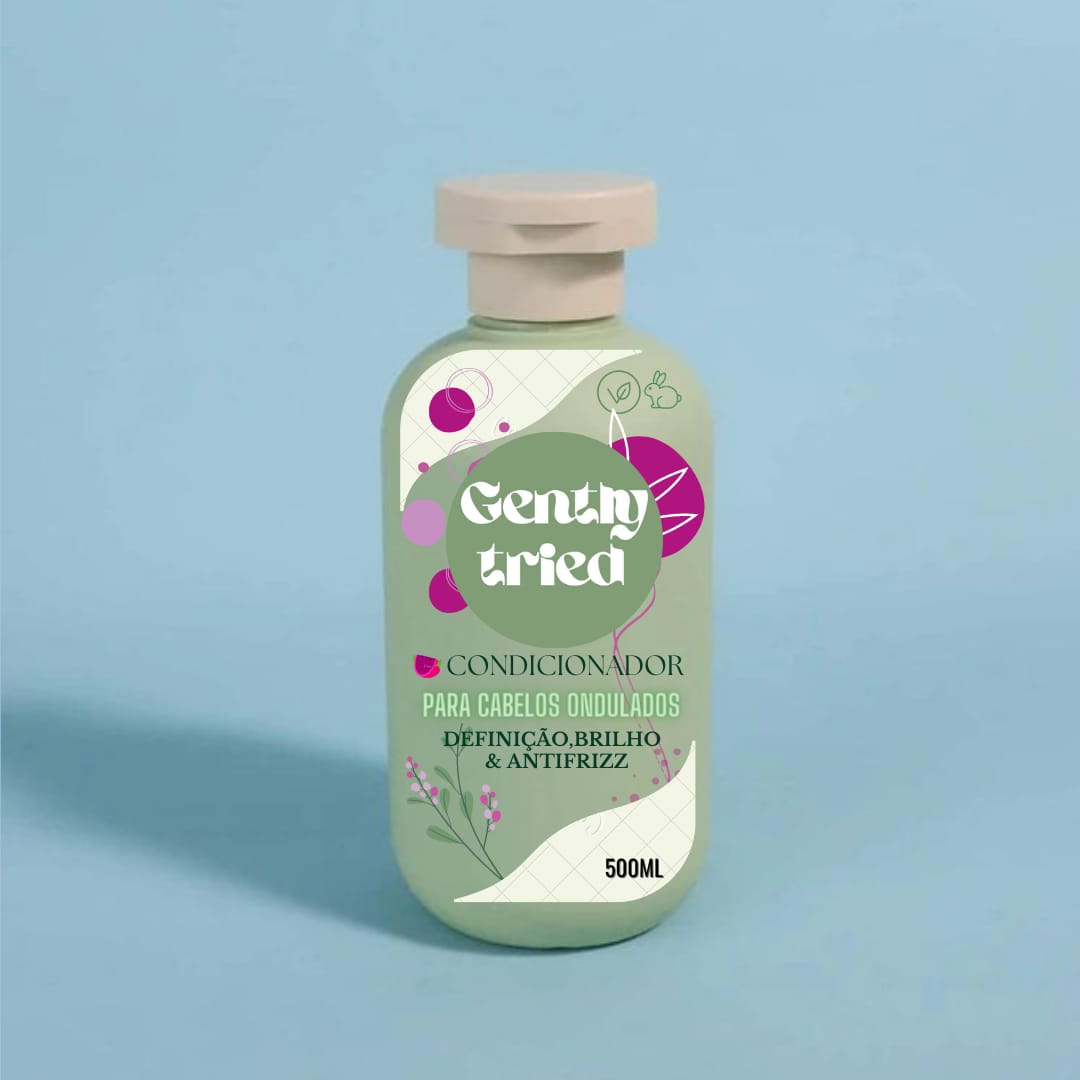 Gently
tried
CONDICIONADOR
PARA CABELOS ONDULADOS
DEFINIÇÃO,BRILHO
& ANTIFRIZZ
500ML